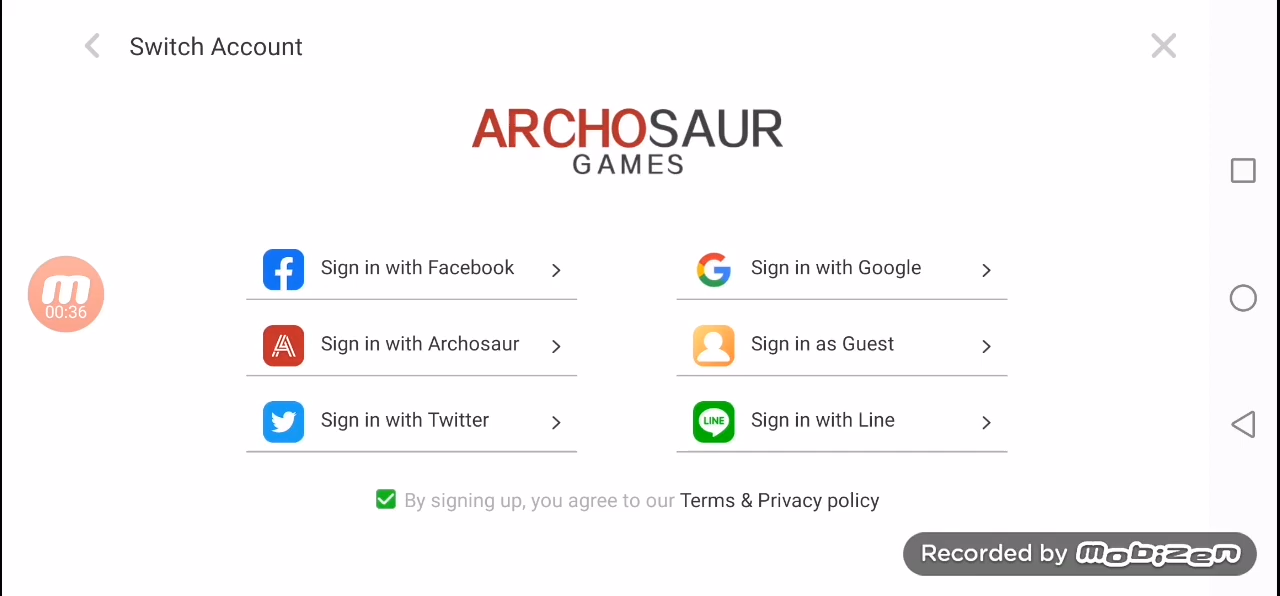 Switch Account
ARCHOSAUR
GAMES
Sign in with Facebook
Sign in with Google
00:36
Sign in with Archosaur
Sign in as Guest
Sign in with Twitter
LINE
Sign in with Line
By signing up, you agree to our Terms & Privacy policy
Recorded by mobizen